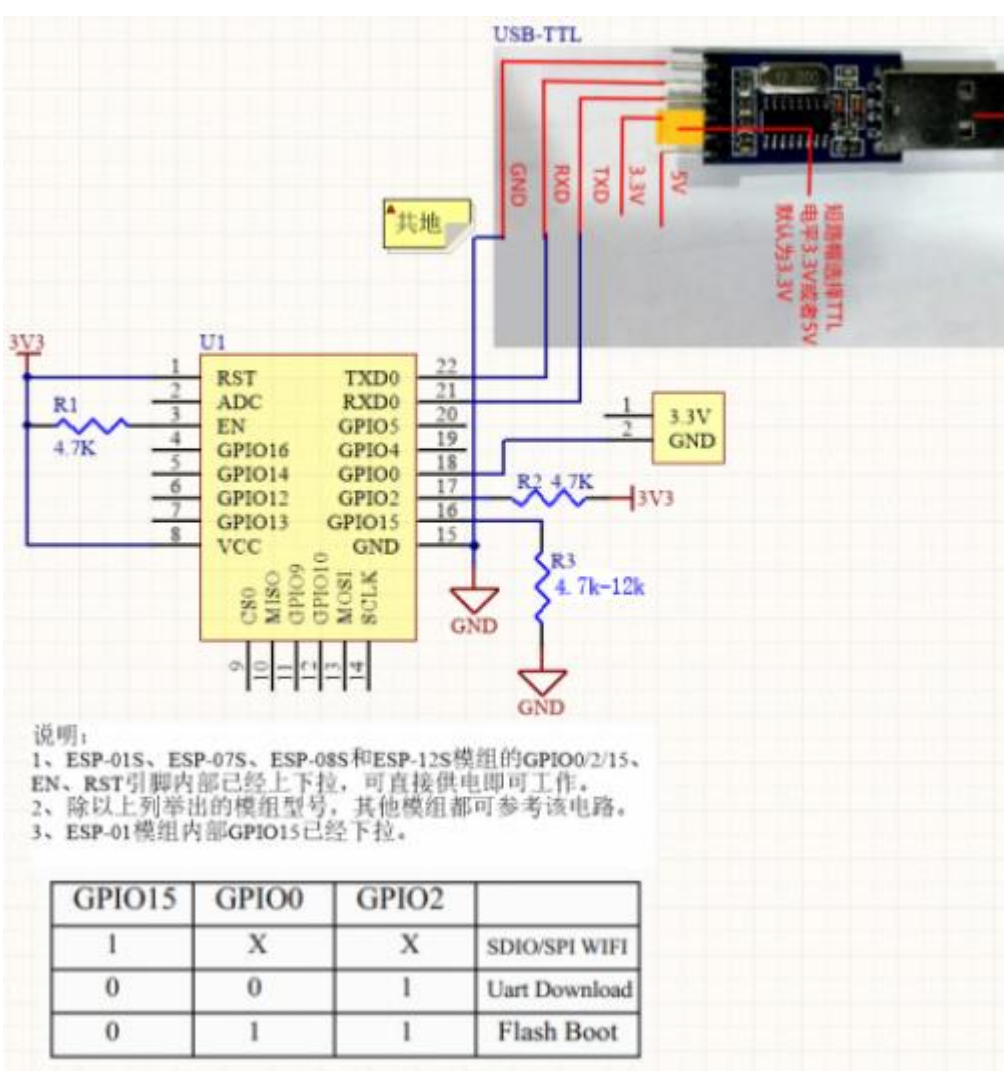 USB-TTL
GND
RXD
TXD
3.3V
5V
短路帽选择TTL
电平3.3V或者5V
默认为3.3V
共地
3V3
U1
R1
4.7K
1 RST TXD0 22
2 ADC RXD0 21
3 EN GPIO5 20
4 GPIO16 GPIO4 19
5 GPIO14 GPIO0 18
6 GPIO12 GPIO2 17
7 GPIO13 GPIO15 16
8 VCC GND 15
CS0
MISO
GPIO9
GPIO10
MOSI
SCLK
9
10
11
12
13
14
1 3.3V
2 GND
R2 4.7K
3V3
R3
4.7k-12k
GND
GND
说明:
1、ESP-01S、ESP-07S、ESP-08S和ESP-12S模组的GPIO0/2/15、
EN、RST引脚内部已经上下拉，可直接供电即可工作。
2、除以上列举出的模组型号，其他模组都可参考该电路。
3、ESP-01模组内部GPIO15已经下拉。
GPIO15 GPIO0 GPIO2
1 X X SDIO/SPI WIFI
0 0 1 Uart Download
0 1 1 Flash Boot